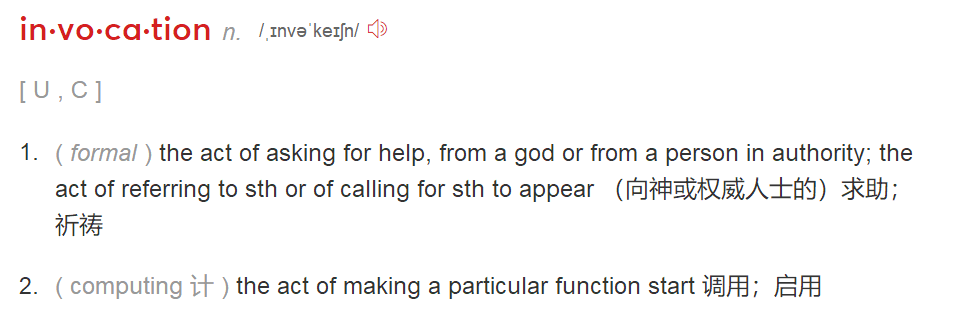 in·vo·ca·tion n. /ˌɪnvəˈkeɪʃn/
[ U , C ]
1. ( formal ) the act of asking for help, from a god or from a person in authority; the
act of referring to sth or of calling for sth to appear （向神或权威人士的）求助；
祈祷
2. ( computing 计 ) the act of making a particular function start 调用；启用